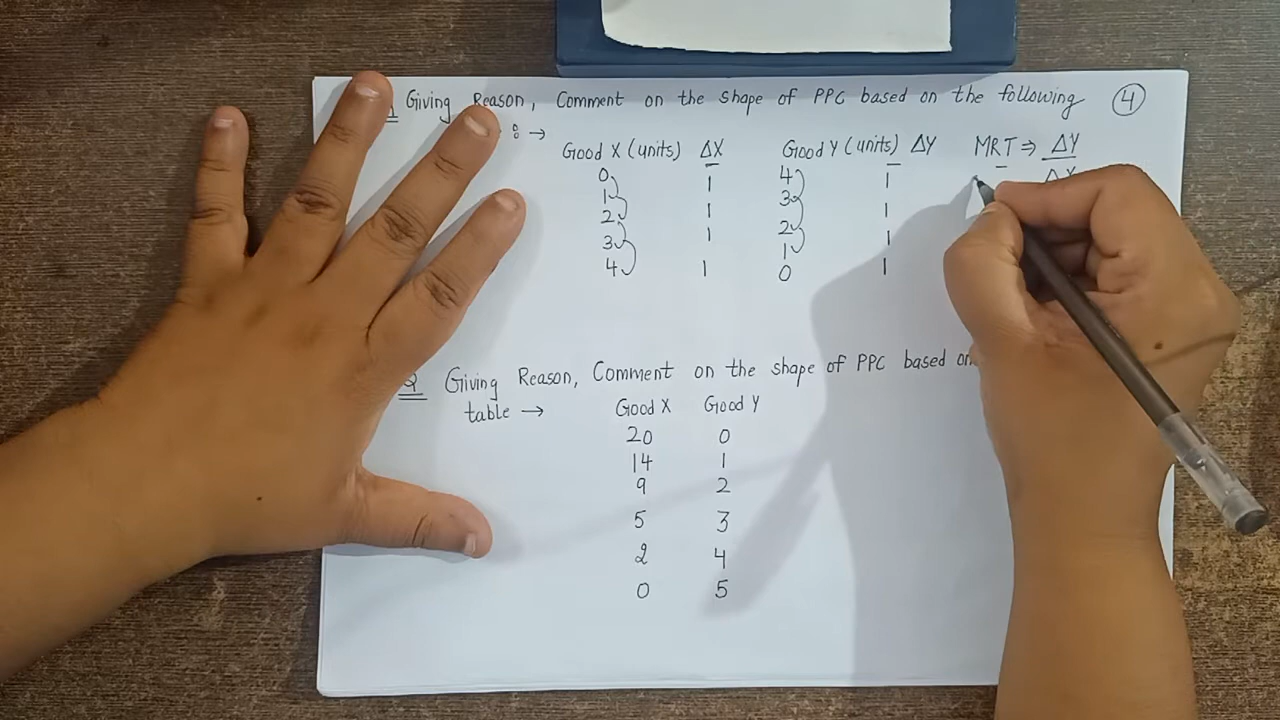 Giving Reason, Comment on the shape of PPC based on the following 4
: →
Good X (units) ΔX Good Y (units) ΔY MRT ⇒ ΔY
ΔX
0 4
1 1 3 1
2 1 2 1
3 1 1 1
4 1 0 1
Q Giving Reason, Comment on the shape of PPC based on
table →
Good X Good Y
20 0
14 1
9 2
5 3
2 4
0 5